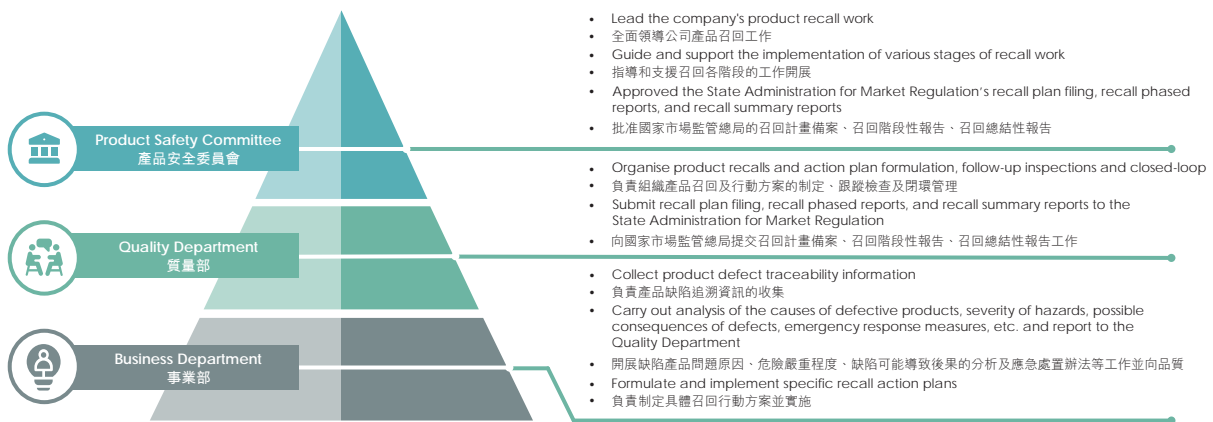 Product Safety Committee
產品安全委員會
• Lead the company's product recall work
• 全面領導公司產品召回工作
• Guide and support the implementation of various stages of recall work
• 指導和支援召回各階段的工作開展
• Approved the State Administration for Market Regulation's recall plan filing, recall phased
reports, and recall summary reports
• 批准國家市場監管總局的召回計畫備案、召回階段性報告、召回總結性報告
Quality Department
質量部
• Organise product recalls and action plan formulation, follow-up inspections and closed-loop
• 負責組織產品召回及行動方案的制定、跟蹤檢查及閉環管理
• Submit recall plan filing, recall phased reports, and recall summary reports to the
State Administration for Market Regulation
• 向國家市場監管總局提交召回計畫備案、召回階段性報告、召回總結性報告工作
Business Department
事業部
• Collect product defect traceability information
• 負責產品缺陷追溯資訊的收集
• Carry out analysis of the causes of defective products, severity of hazards, possible
consequences of defects, emergency response measures, etc. and report to the
Quality Department
• 開展缺陷產品問題原因、危險嚴重程度、缺陷可能導致後果的分析及應急處置辦法等工作並向品質
• Formulate and implement specific recall action plans
• 負責制定具體召回行動方案並實施